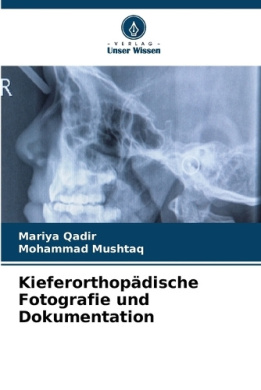 VERLAG
Unser Wissen
R
Mariya Qadir
Mohammad Mushtaq
Kieferorthopädische
Fotografie und
Dokumentation